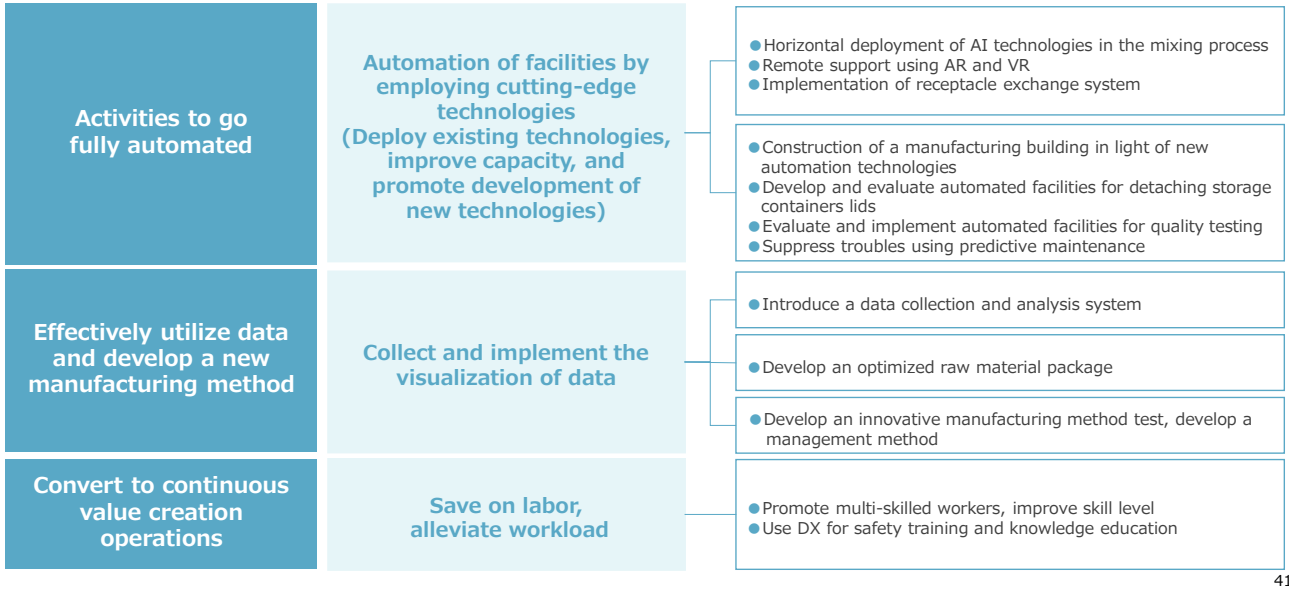 Activities to go
fully automated
Automation of facilities by
employing cutting-edge
technologies
(Deploy existing technologies,
improve capacity, and
promote development of
new technologies)
●Horizontal deployment of AI technologies in the mixing process
●Remote support using AR and VR
●Implementation of receptacle exchange system
●Construction of a manufacturing building in light of new
automation technologies
●Develop and evaluate automated facilities for detaching storage
containers lids
●Evaluate and implement automated facilities for quality testing
●Suppress troubles using predictive maintenance
Effectively utilize data
and develop a new
manufacturing method
Collect and implement the
visualization of data
●Introduce a data collection and analysis system
●Develop an optimized raw material package
●Develop an innovative manufacturing method test, develop a
management method
Convert to continuous
value creation
operations
Save on labor,
alleviate workload
●Promote multi-skilled workers, improve skill level
●Use DX for safety training and knowledge education
41